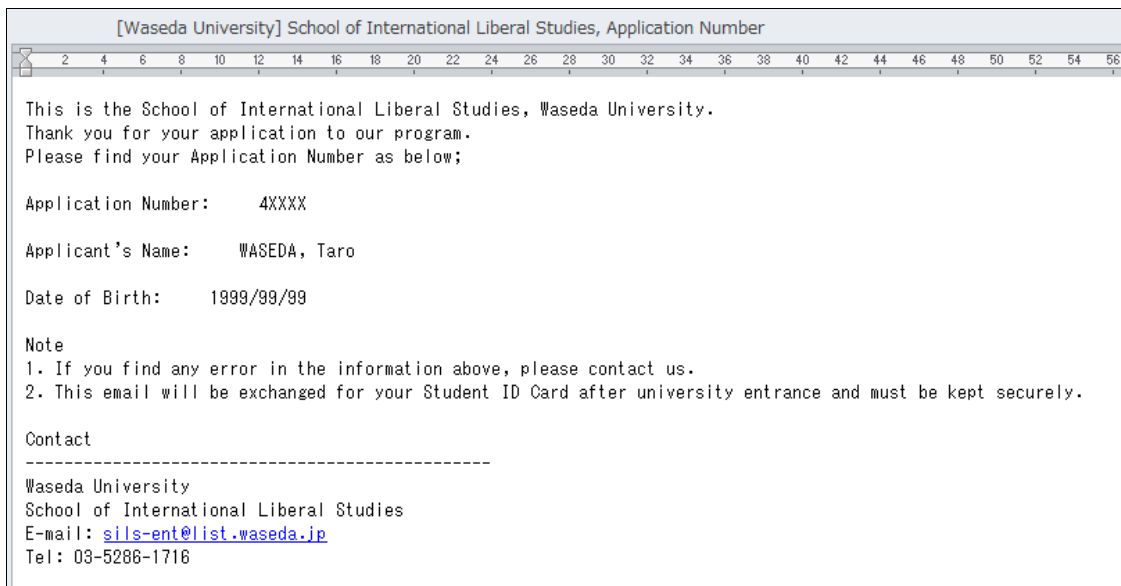 [Waseda University] School of International Liberal Studies, Application Number
2 4 6 8 10 12 14 16 18 20 22 24 26 28 30 32 34 36 38 40 42 44 46 48 50 52 54 56
This is the School of International Liberal Studies, Waseda University.
Thank you for your application to our program.
Please find your Application Number as below;
Application Number: 4XXXX
Applicant's Name: WASEDA, Taro
Date of Birth: 1999/99/99
Note
1. If you find any error in the information above, please contact us.
2. This email will be exchanged for your Student ID Card after university entrance and must be kept securely.
Contact
------------------------------------------------
Waseda University
School of International Liberal Studies
E-mail: sils-ent@list.waseda.jp
Tel: 03-5286-1716